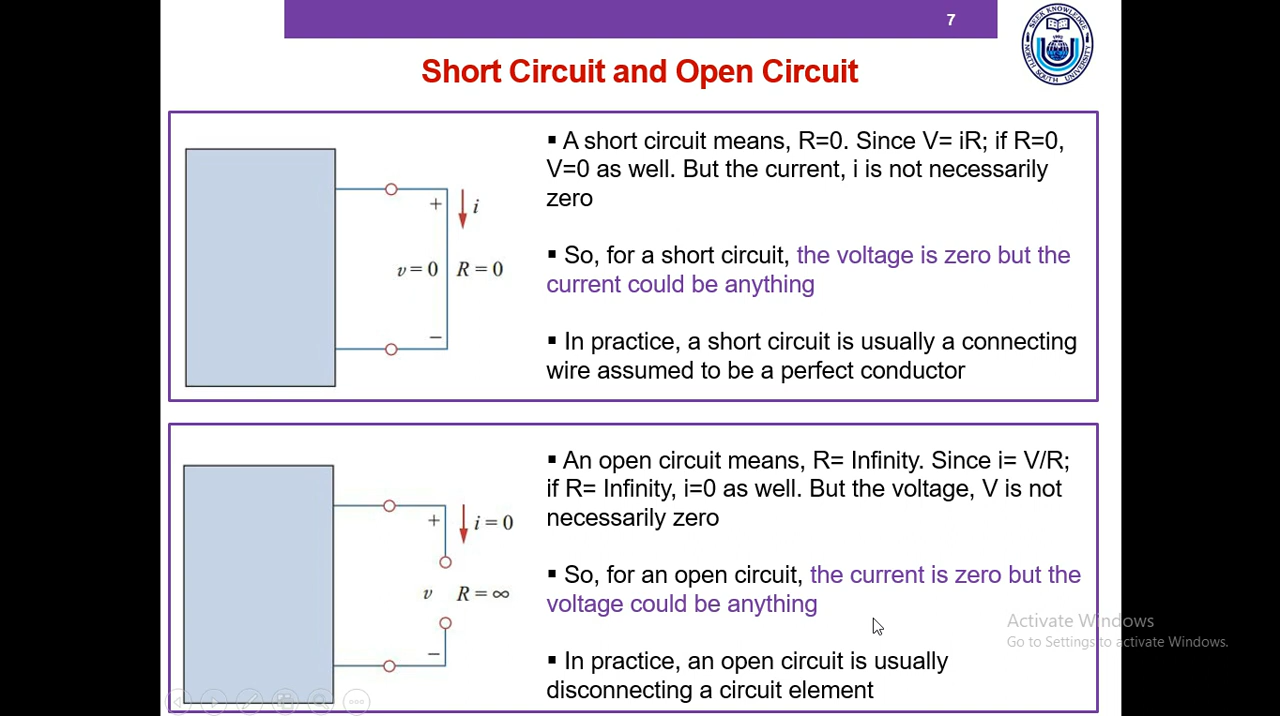 7
SEEK KNOWLEDGE
NORTH SOUTH UNIVERSITY
Short Circuit and Open Circuit
+
i
v = 0 R = 0
−
▪ A short circuit means, R=0. Since V= iR; if R=0,
V=0 as well. But the current, i is not necessarily
zero
▪ So, for a short circuit, the voltage is zero but the
current could be anything
▪ In practice, a short circuit is usually a connecting
wire assumed to be a perfect conductor
+
i = 0
v R = ∞
−
▪ An open circuit means, R= Infinity. Since i= V/R;
if R= Infinity, i=0 as well. But the voltage, V is not
necessarily zero
▪ So, for an open circuit, the current is zero but the
voltage could be anything
▪ In practice, an open circuit is usually
disconnecting a circuit element
Activate Windows
Go to Settings to activate Windows.